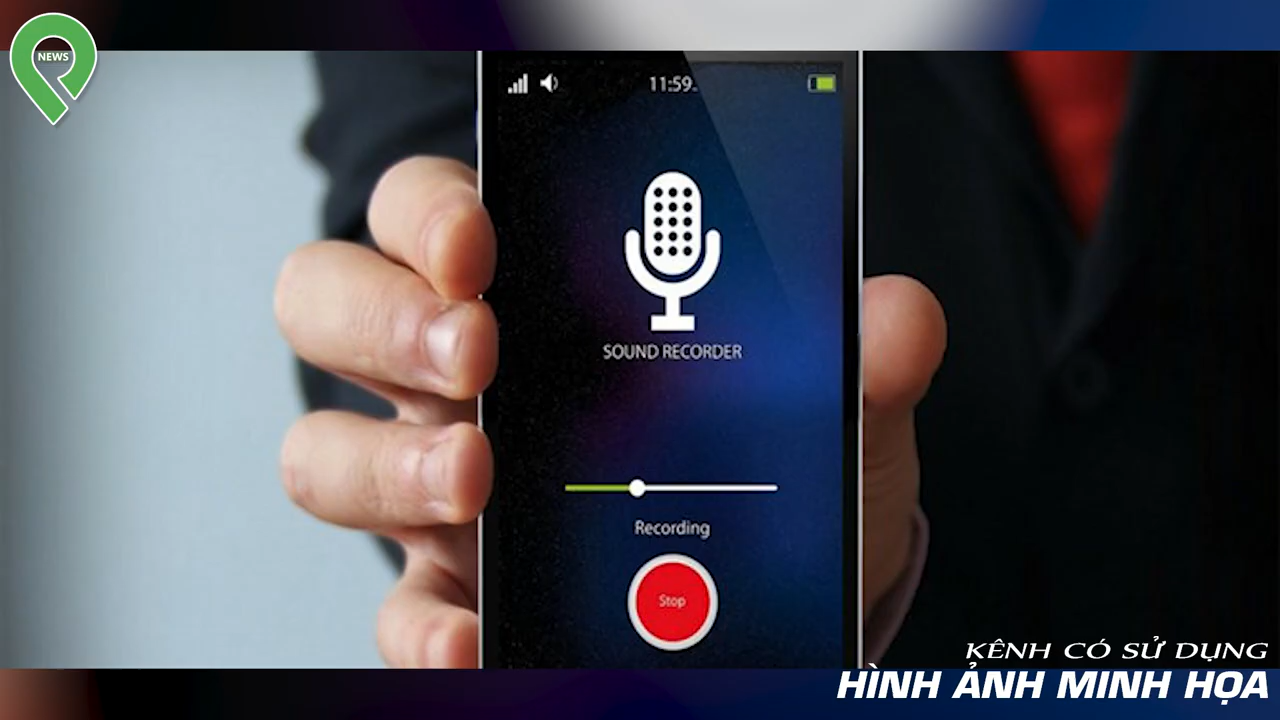 NEWS
11:59
SOUND RECORDER
Recording
Stop
KÊNH CÓ SỬ DỤNG
HÌNH ẢNH MINH HỌA